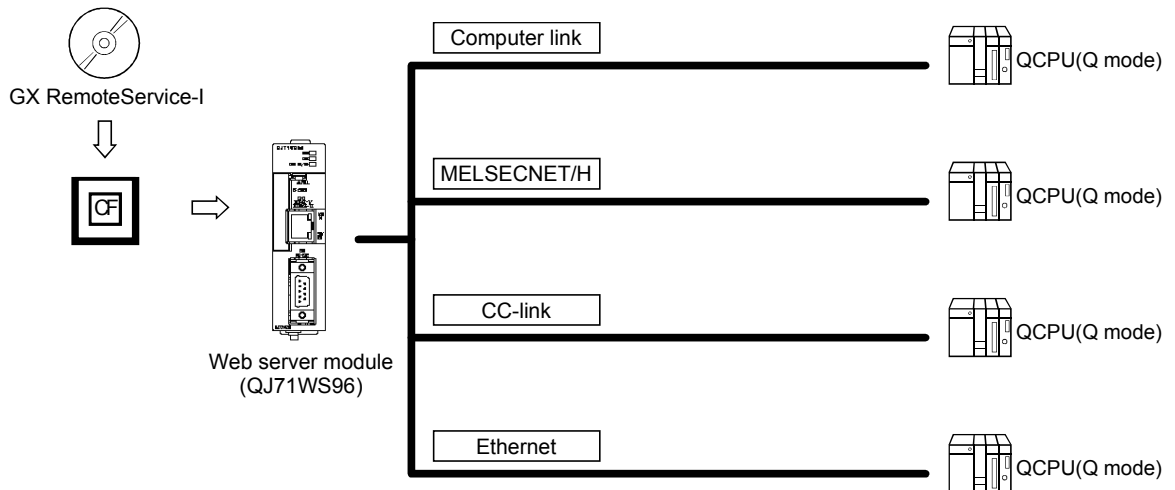 Computer link
QCPU(Q mode)
GX RemoteService-I
CF
MELSECNET/H
QCPU(Q mode)
CC-link
QCPU(Q mode)
Web server module
(QJ71WS96)
Ethernet
QCPU(Q mode)